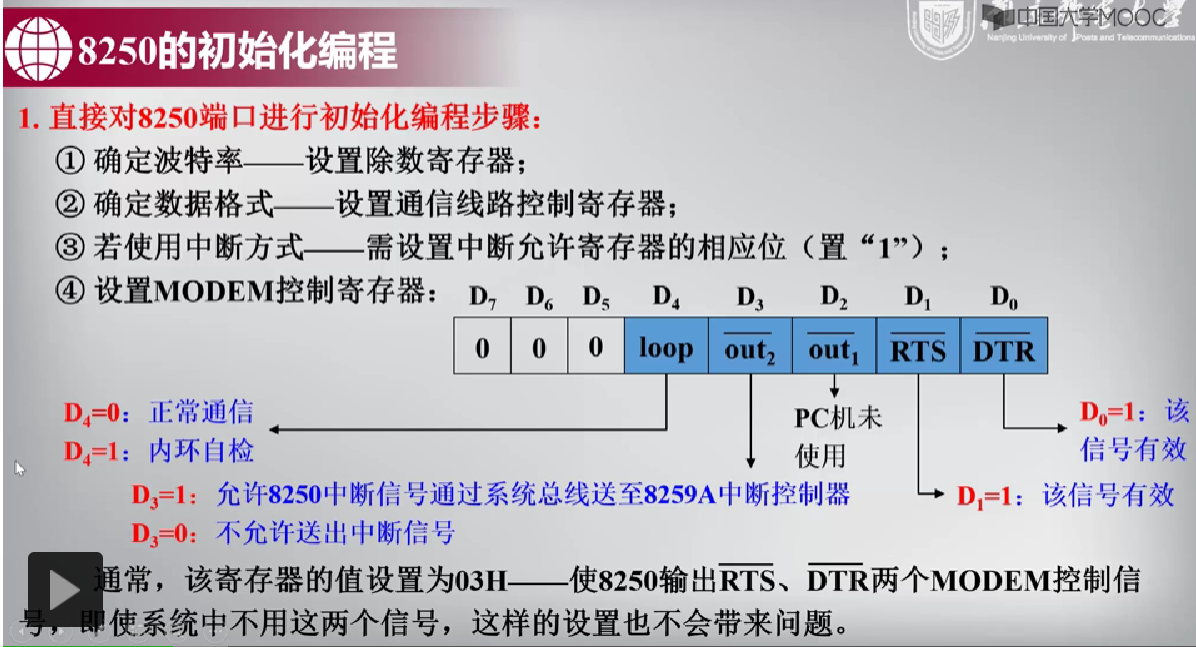 8250的初始化编程
中国大学MOOC
Nanjing University of Posts and Telecommunications
1. 直接对8250端口进行初始化编程步骤：
① 确定波特率——设置除数寄存器；
② 确定数据格式——设置通信线路控制寄存器；
③ 若使用中断方式——需设置中断允许寄存器的相应位（置“1”）；
④ 设置MODEM控制寄存器：
D₇ D₆ D₅ D₄ D₃ D₂ D₁ D₀
0 0 0 loop o̅u̅t̅₂ o̅u̅t̅₁ R̅T̅S̅ D̅T̅R̅
D₄=0：正常通信
D₄=1：内环自检
PC机未
使用
D₀=1：该
信号有效
D₃=1：允许8250中断信号通过系统总线送至8259A中断控制器
D₃=0：不允许送出中断信号
D₁=1：该信号有效
通常，该寄存器的值设置为03H——使8250输出R̅T̅S̅、D̅T̅R̅两个MODEM控制信
号，即使系统中不用这两个信号，这样的设置也不会带来问题。